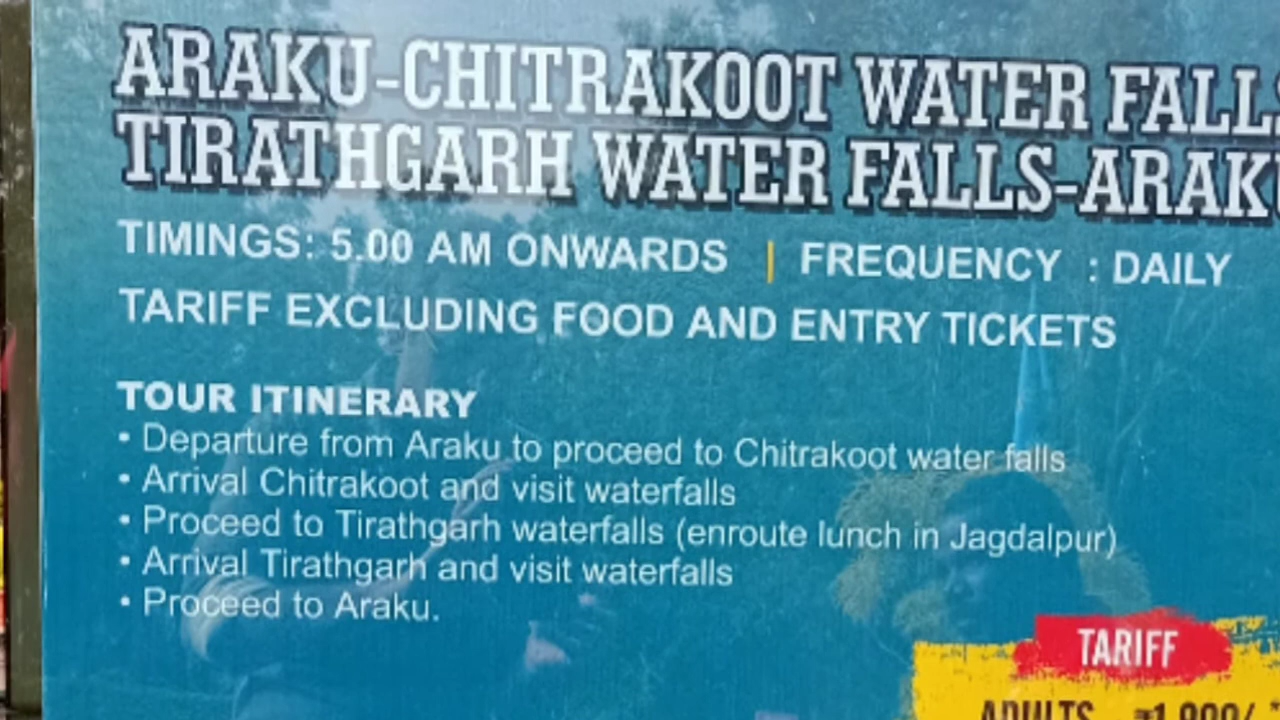 ARAKU-CHITRAKOOT WATER FALLS
TIRATHGARH WATER FALLS-ARAKU
TIMINGS: 5.00 AM ONWARDS | FREQUENCY : DAILY
TARIFF EXCLUDING FOOD AND ENTRY TICKETS
TOUR ITINERARY
• Departure from Araku to proceed to Chitrakoot water falls
• Arrival Chitrakoot and visit waterfalls
• Proceed to Tirathgarh waterfalls (enroute lunch in Jagdalpur)
• Arrival Tirathgarh and visit waterfalls
• Proceed to Araku.
TARIFF
ADULTS